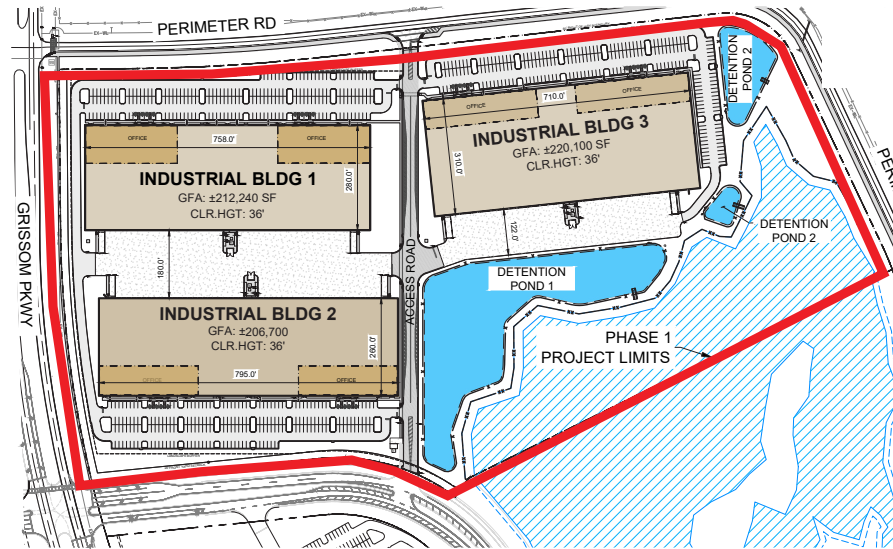 PERIMETER RD
GRISSOM PKWY
ACCESS ROAD
OFFICE
758.0'
OFFICE
INDUSTRIAL BLDG 1
GFA: ±212,240 SF
CLR.HGT: 36'
280.0'
180.0'
INDUSTRIAL BLDG 2
GFA: ±206,700
CLR.HGT: 36'
260.0'
OFFICE
795.0'
OFFICE
OFFICE
710.0'
OFFICE
INDUSTRIAL BLDG 3
GFA: ±220,100 SF
CLR.HGT: 36'
310.0'
122.0'
DETENTION
POND 2
DETENTION
POND 2
DETENTION
POND 1
PHASE 1
PROJECT LIMITS
PERI